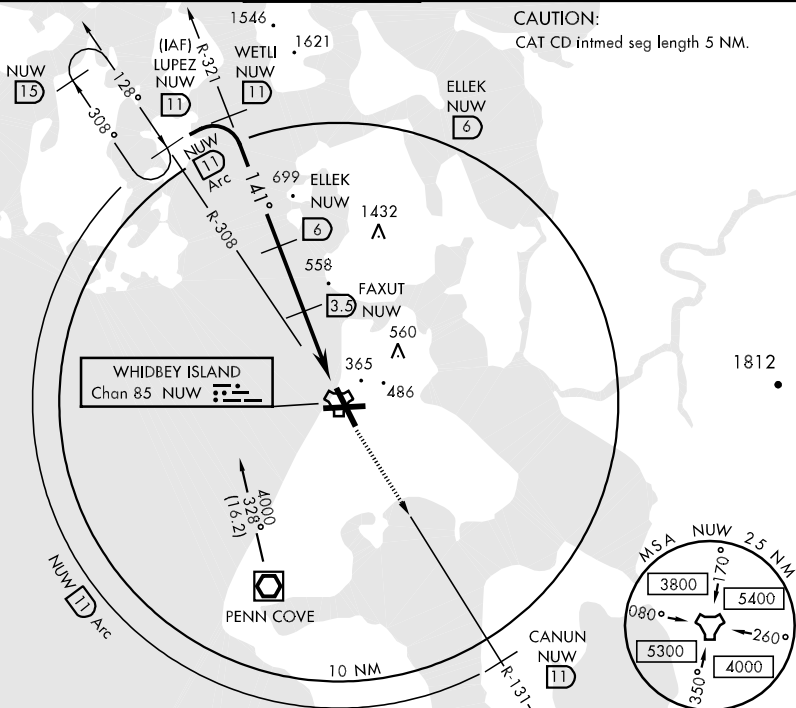 CAUTION:
CAT CD intmed seg length 5 NM.
1546
1621
(IAF)
LUPEZ
NUW
11
R-321
WETLI
NUW
11
NUW
15
128°
308°
ELLEK
NUW
6
NUW
11
Arc
141°
R-308
699
ELLEK
NUW
6
1432
558
3.5
FAXUT
NUW
560
365
486
1812
WHIDBEY ISLAND
Chan 85 NUW
4000
328°
(16.2)
PENN COVE
NUW
11
Arc
10 NM
CANUN
NUW
11
R-131
MSA NUW 25 NM
170°
3800
5400
080°
260°
5300
4000
350°